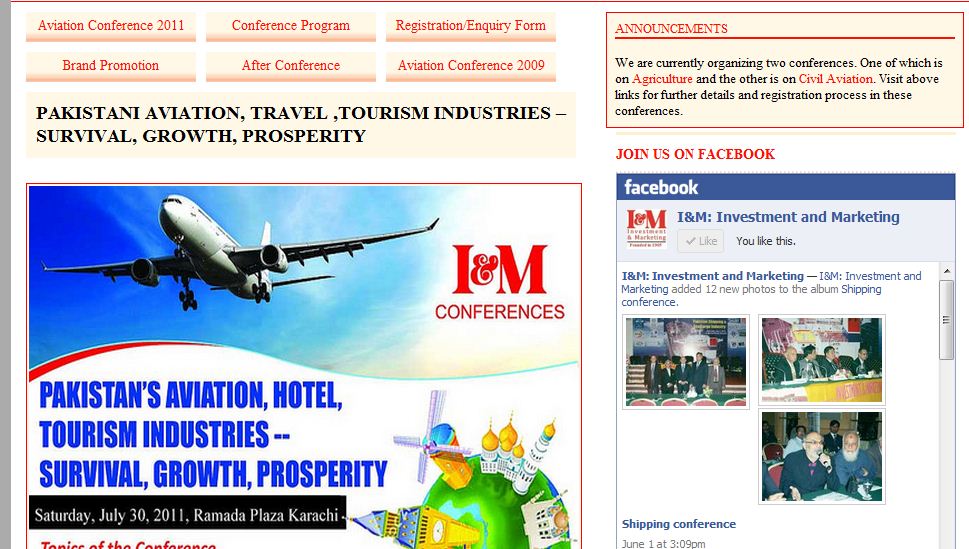 Aviation Conference 2011
Conference Program
Registration/Enquiry Form
Brand Promotion
After Conference
Aviation Conference 2009
PAKISTANI AVIATION, TRAVEL ,TOURISM INDUSTRIES –
SURVIVAL, GROWTH, PROSPERITY
I&M
CONFERENCES
PAKISTAN'S AVIATION, HOTEL,
TOURISM INDUSTRIES --
SURVIVAL, GROWTH, PROSPERITY
Saturday, July 30, 2011, Ramada Plaza Karachi
Topics of the Conference
ANNOUNCEMENTS
We are currently organizing two conferences. One of which is
on Agriculture and the other is on Civil Aviation. Visit above
links for further details and registration process in these
conferences.
JOIN US ON FACEBOOK
facebook
I&M
Investment
& Marketing
Founded in 1985
I&M: Investment and Marketing
Like
You like this.
I&M: Investment and Marketing — I&M: Investment and
Marketing added 12 new photos to the album Shipping
conference.
Shipping conference
June 1 at 3:09pm